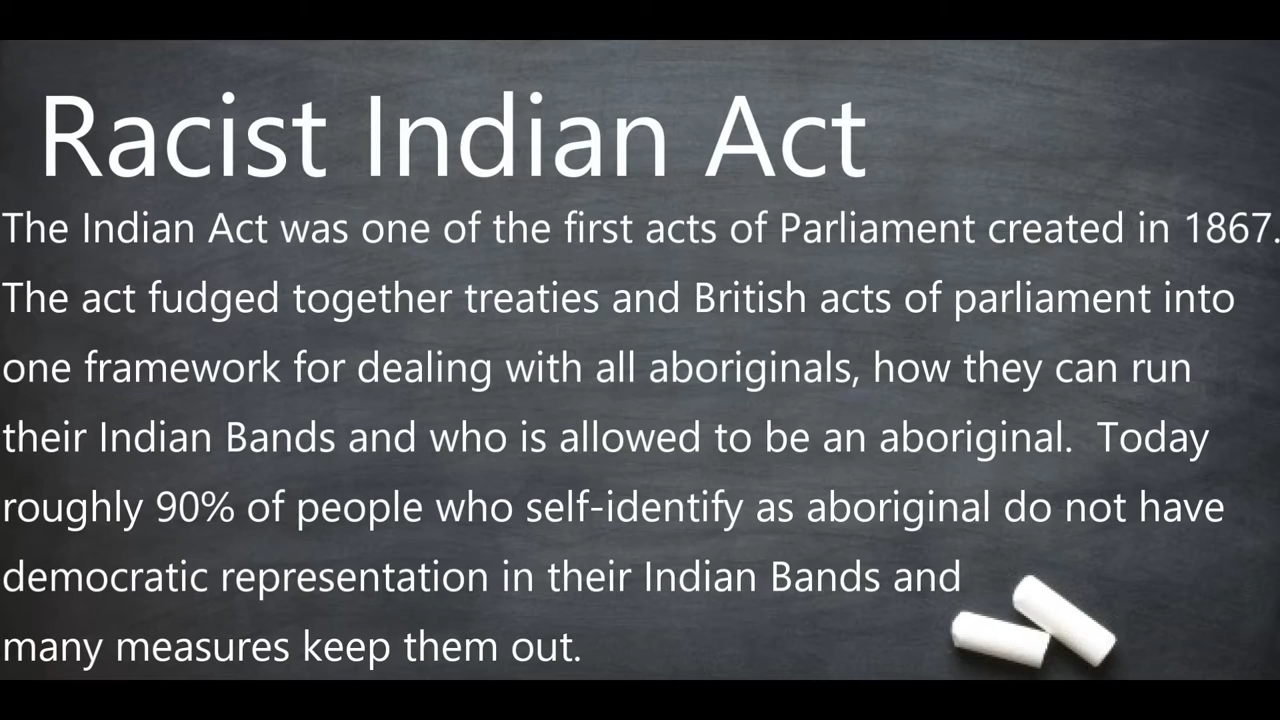 Racist Indian Act
The Indian Act was one of the first acts of Parliament created in 1867.
The act fudged together treaties and British acts of parliament into
one framework for dealing with all aboriginals, how they can run
their Indian Bands and who is allowed to be an aboriginal.  Today
roughly 90% of people who self-identify as aboriginal do not have
democratic representation in their Indian Bands and
many measures keep them out.